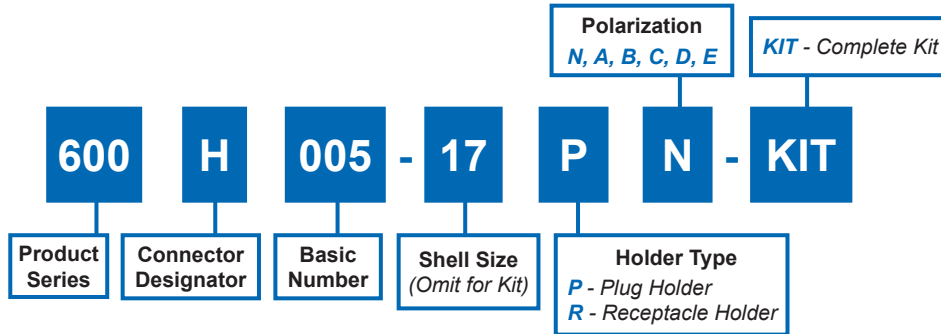 Polarization
N, A, B, C, D, E
KIT - Complete Kit
600 H 005 - 17 P N - KIT
Product
Series
Connector
Designator
Basic
Number
Shell Size
(Omit for Kit)
Holder Type
P - Plug Holder
R - Receptacle Holder